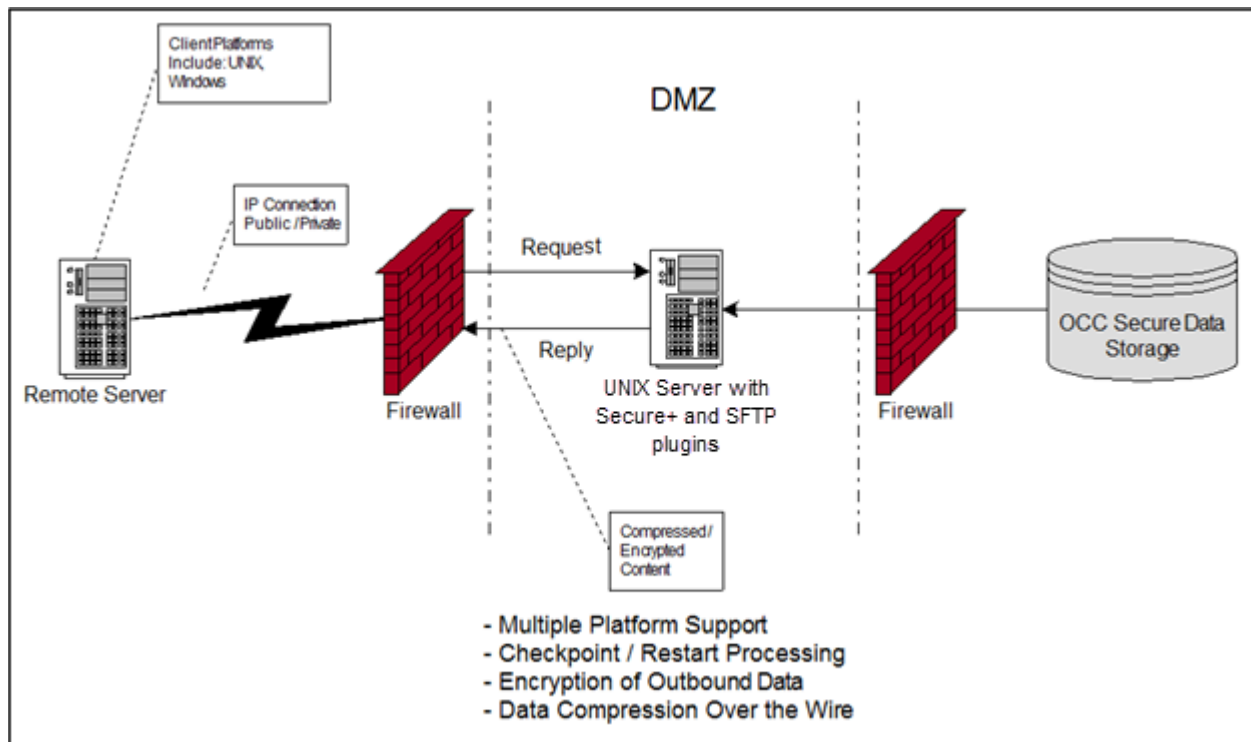 ClientPlatforms
Include: UNIX,
Windows
DMZ
IP Connection
Public / Private
Request
Reply
Remote Server
Firewall
UNIX Server with
Secure+ and SFTP
plugins
Firewall
OCC Secure Data
Storage
Compressed /
Encrypted
Content
- Multiple Platform Support
- Checkpoint / Restart Processing
- Encryption of Outbound Data
- Data Compression Over the Wire